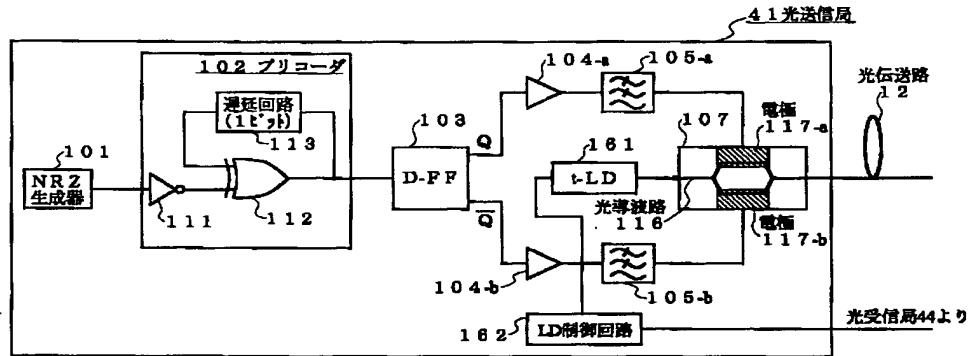 41光送信局
102 プリコーダ
104-a
105-a
光伝送路
12
遅延回路
(1ビット)
113
103
107
電極
117-a
101
NRZ
生成器
Q
161
D-FF
t-LD
111
112
光導波路
116
Q̅
電極
117-b
104-b
105-b
162
LD制御回路
光受信局44より